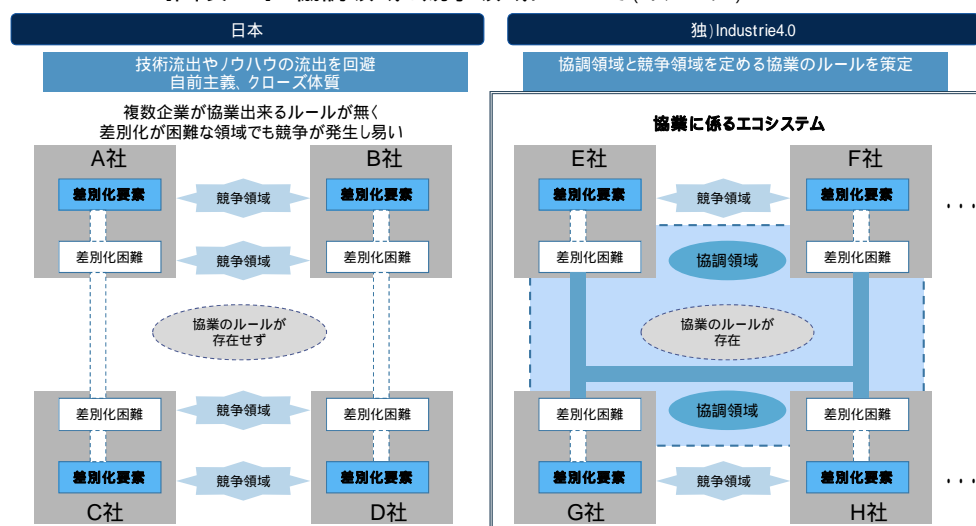 日本
独)Industrie4.0
技術流出やノウハウの流出を回避
自前主義、クローズ体質
協調領域と競争領域を定める協業のルールを策定
複数企業が協業出来るルールが無く
差別化が困難な領域でも競争が発生し易い
協業に係るエコシステム
A社
B社
E社
F社
差別化要素
競争領域
差別化要素
差別化要素
競争領域
差別化要素
...
差別化困難
競争領域
差別化困難
差別化困難
協調領域
差別化困難
協業のルールが
存在せず
協業のルールが
存在
差別化困難
競争領域
差別化困難
差別化困難
協調領域
差別化困難
差別化要素
競争領域
差別化要素
差別化要素
競争領域
差別化要素
...
C社
D社
G社
H社